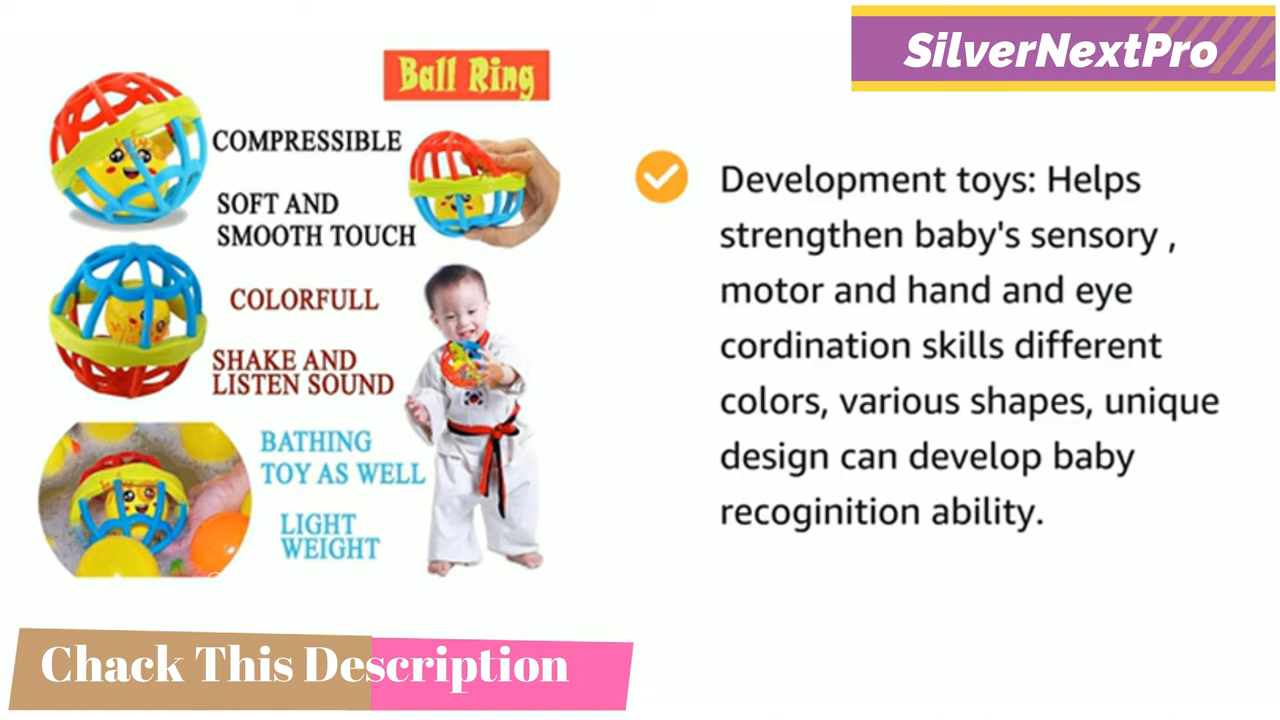 SilverNextPro
Ball Ring
COMPRESSIBLE
SOFT AND
SMOOTH TOUCH
COLORFULL
SHAKE AND
LISTEN SOUND
BATHING
TOY AS WELL
LIGHT
WEIGHT
Development toys: Helps
strengthen baby's sensory ,
motor and hand and eye
cordination skills different
colors, various shapes, unique
design can develop baby
recoginition ability.
Chack This Description